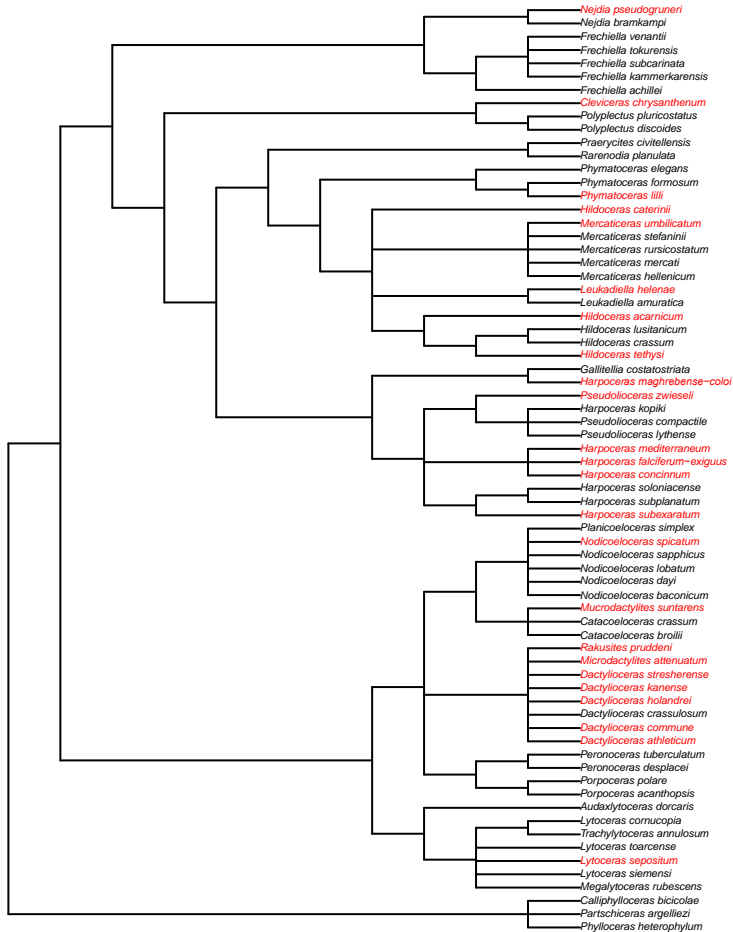 Nejdia pseudogruneri
Nejdia bramkampi
Frechiella venantii
Frechiella tokurensis
Frechiella subcarinata
Frechiella kammerkarensis
Frechiella achillei
Cleviceras chrysanthenum
Polyplectus pluricostatus
Polyplectus discoides
Praerycites civitellensis
Rarenodia planulata
Phymatoceras elegans
Phymatoceras formosum
Phymatoceras lilli
Hildoceras caterinii
Mercaticeras umbilicatum
Mercaticeras stefaninii
Mercaticeras rursicostatum
Mercaticeras mercati
Mercaticeras hellenicum
Leukadiella helenae
Leukadiella amuratica
Hildoceras acarnicum
Hildoceras lusitanicum
Hildoceras crassum
Hildoceras tethysi
Gallitellia costatostriata
Harpoceras maghrebense−coloi
Pseudolioceras zwieseli
Harpoceras kopiki
Pseudolioceras compactile
Pseudolioceras lythense
Harpoceras mediterraneum
Harpoceras falciferum−exiguus
Harpoceras concinnum
Harpoceras soloniacense
Harpoceras subplanatum
Harpoceras subexaratum
Planicoeloceras simplex
Nodicoeloceras spicatum
Nodicoeloceras sapphicus
Nodicoeloceras lobatum
Nodicoeloceras dayi
Nodicoeloceras baconicum
Mucrodactylites suntarens
Catacoeloceras crassum
Catacoeloceras broilii
Rakusites pruddeni
Microdactylites attenuatum
Dactylioceras stresherense
Dactylioceras kanense
Dactylioceras holandrei
Dactylioceras crassulosum
Dactylioceras commune
Dactylioceras athleticum
Peronoceras tuberculatum
Peronoceras desplacei
Porpoceras polare
Porpoceras acanthopsis
Audaxlytoceras dorcaris
Lytoceras cornucopia
Trachylytoceras annulosum
Lytoceras toarcense
Lytoceras sepositum
Lytoceras siemensi
Megalytoceras rubescens
Calliphylloceras bicicolae
Partschiceras argelliezi
Phylloceras heterophylum